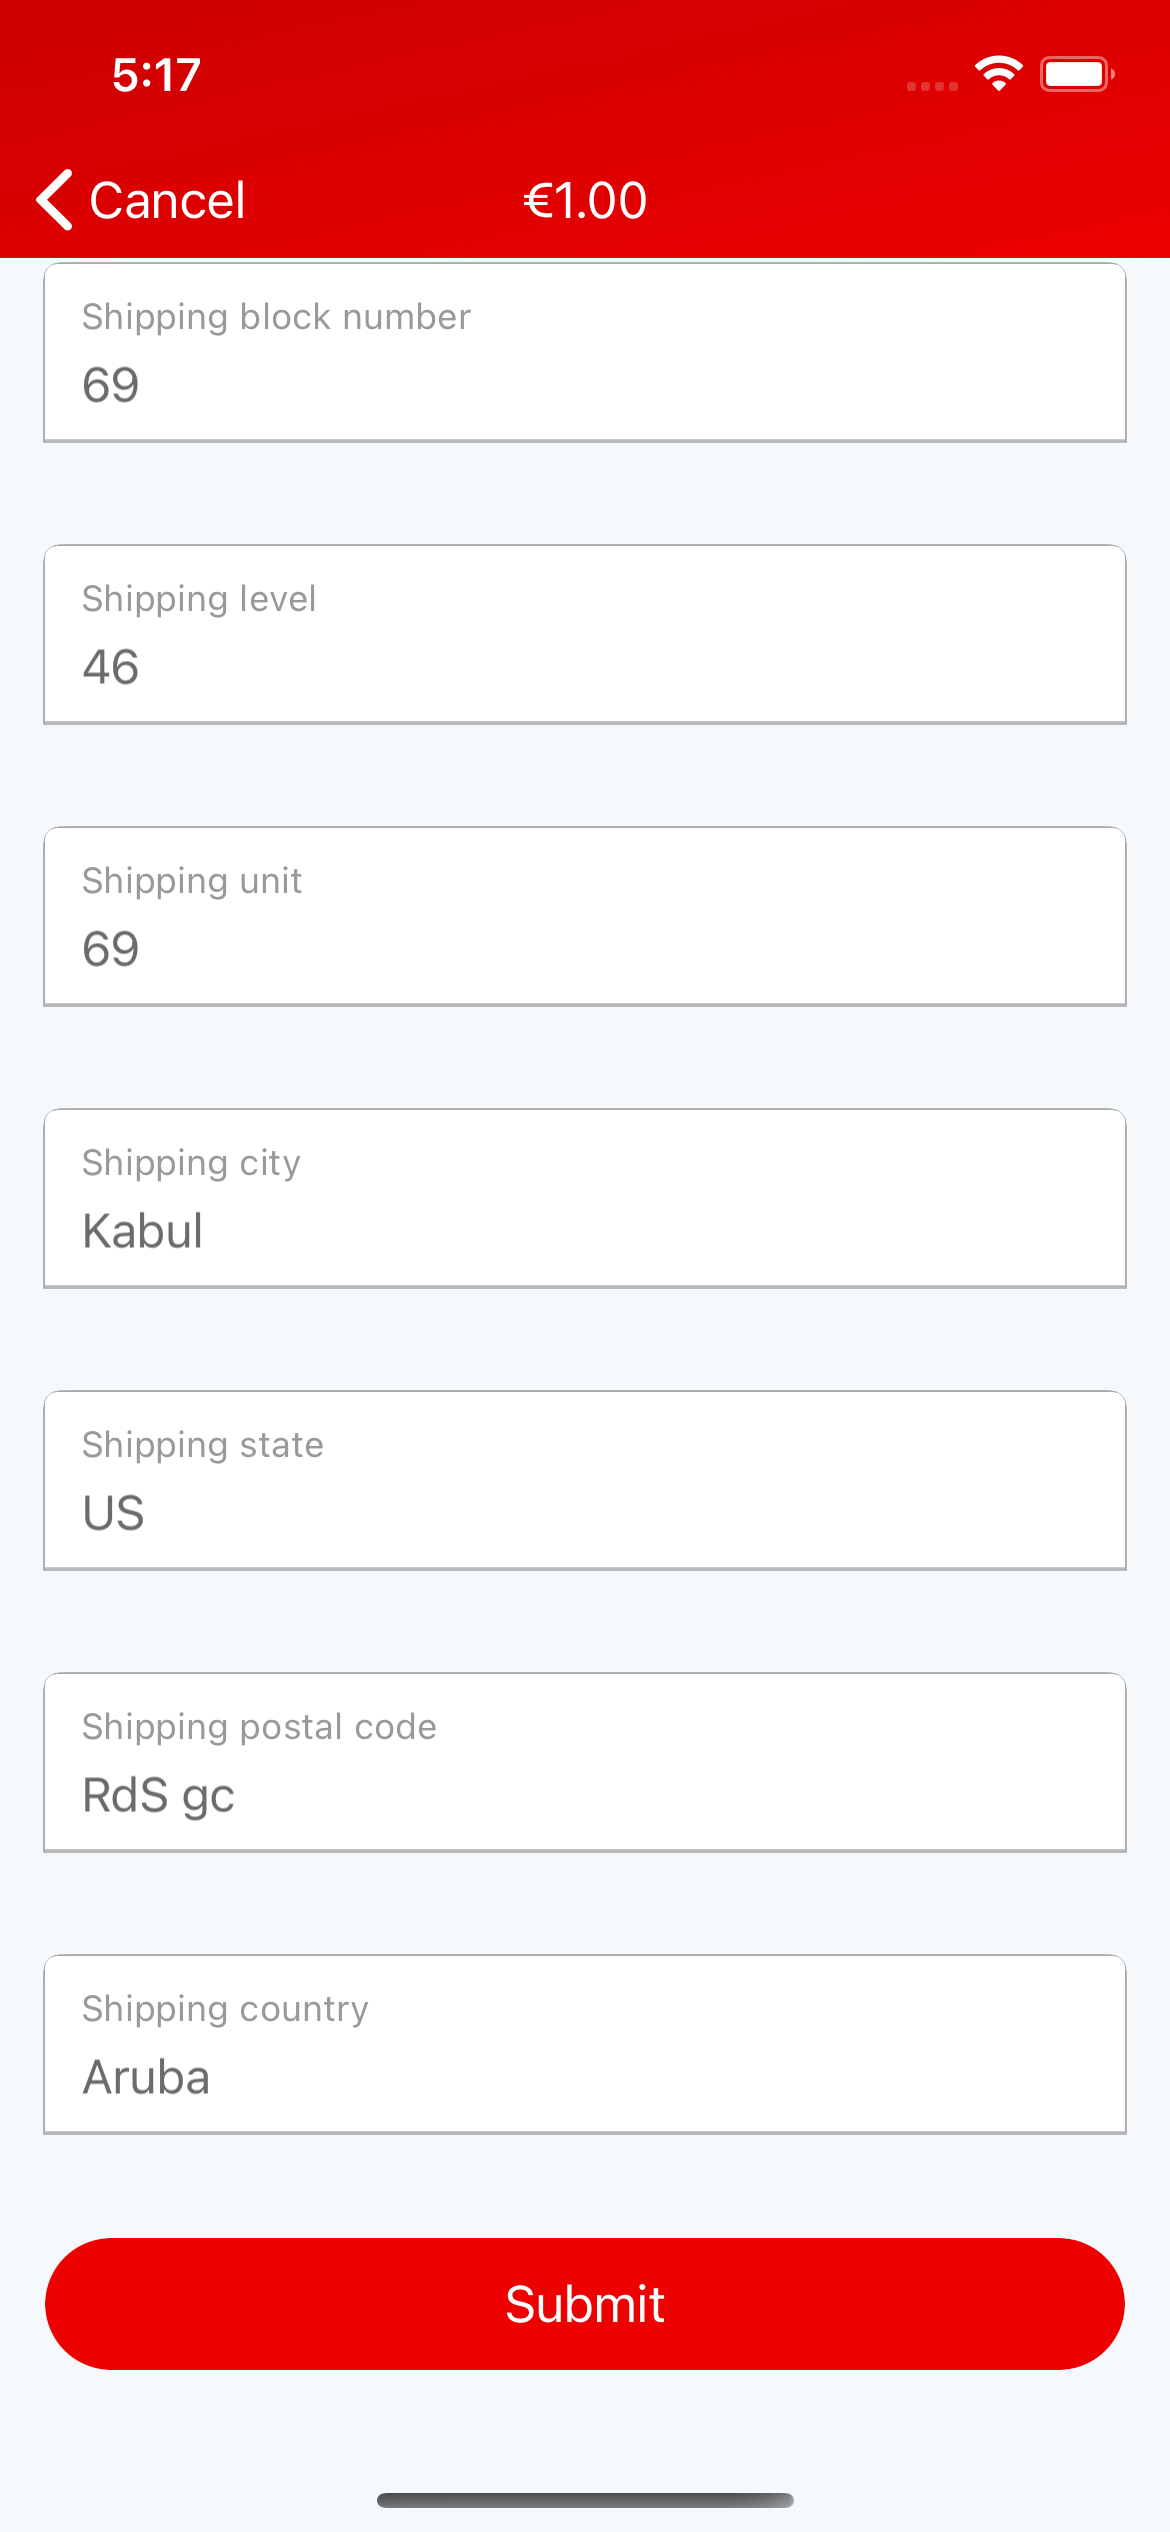 5:17
Cancel
€1.00
Shipping block number
69
Shipping level
46
Shipping unit
69
Shipping city
Kabul
Shipping state
US
Shipping postal code
RdS gc
Shipping country
Aruba
Submit